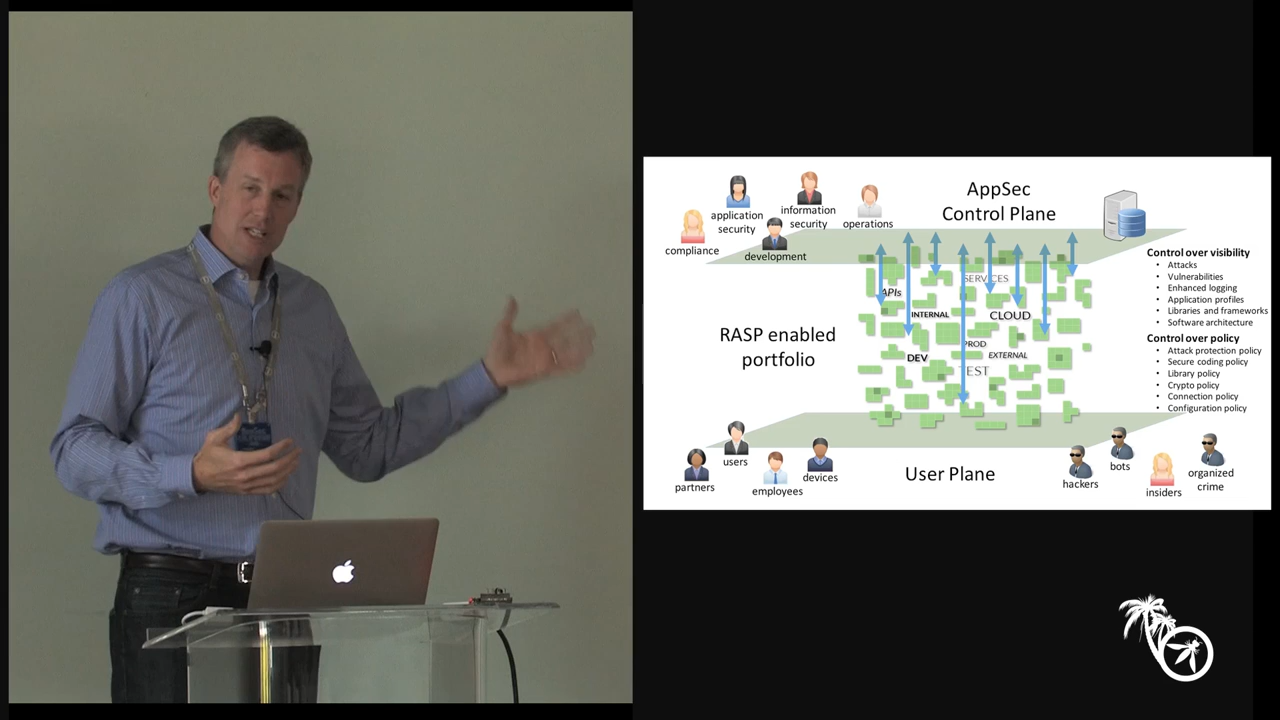 AppSec
Control Plane
application
security
information
security
operations
compliance
development
RASP enabled
portfolio
SERVICES
APIs
INTERNAL
CLOUD
PROD
DEV
EXTERNAL
TEST
Control over visibility
• Attacks
• Vulnerabilities
• Enhanced logging
• Application profiles
• Libraries and frameworks
• Software architecture
Control over policy
• Attack protection policy
• Secure coding policy
• Library policy
• Crypto policy
• Connection policy
• Configuration policy
User Plane
partners
users
employees
devices
hackers
bots
insiders
organized
crime